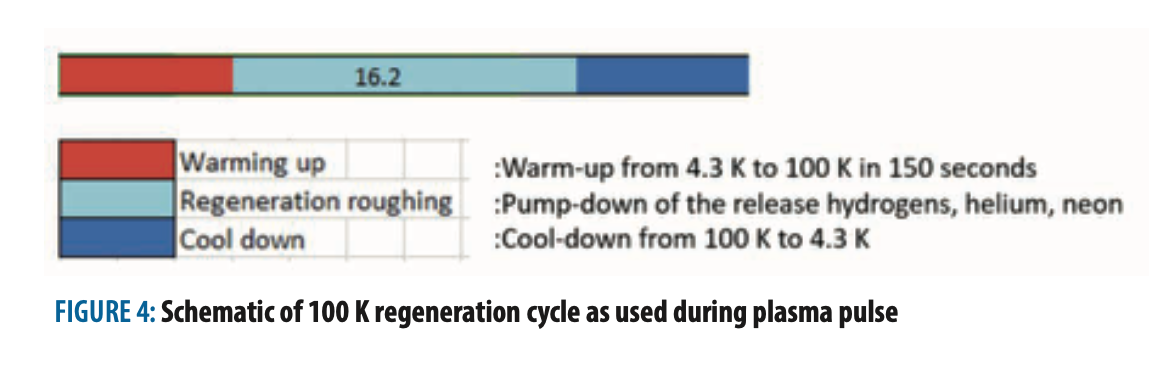 16.2
Warming up :Warm-up from 4.3 K to 100 K in 150 seconds
Regeneration roughing :Pump-down of the release hydrogens, helium, neon
Cool down :Cool-down from 100 K to 4.3 K
FIGURE 4: Schematic of 100 K regeneration cycle as used during plasma pulse